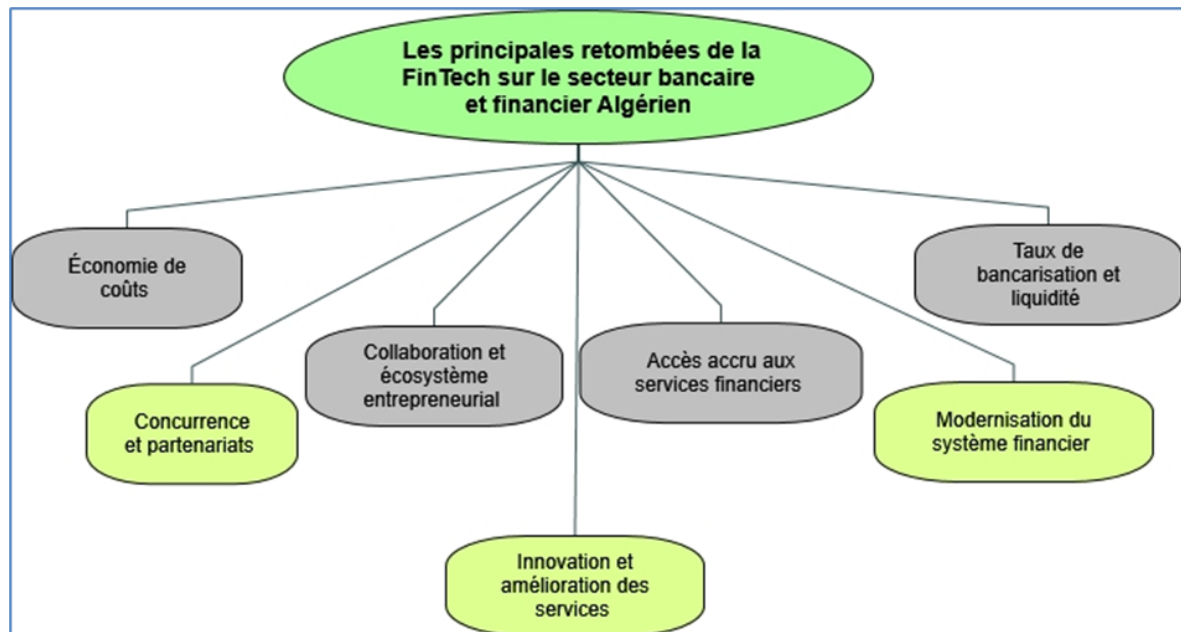 Les principales retombées de la
FinTech sur le secteur bancaire
et financier Algérien
Économie de
coûts
Taux de
bancarisation et
liquidité
Collaboration et
écosystème
entrepreneurial
Accès accru aux
services financiers
Concurrence
et partenariats
Modernisation du
système financier
Innovation et
amélioration des
services